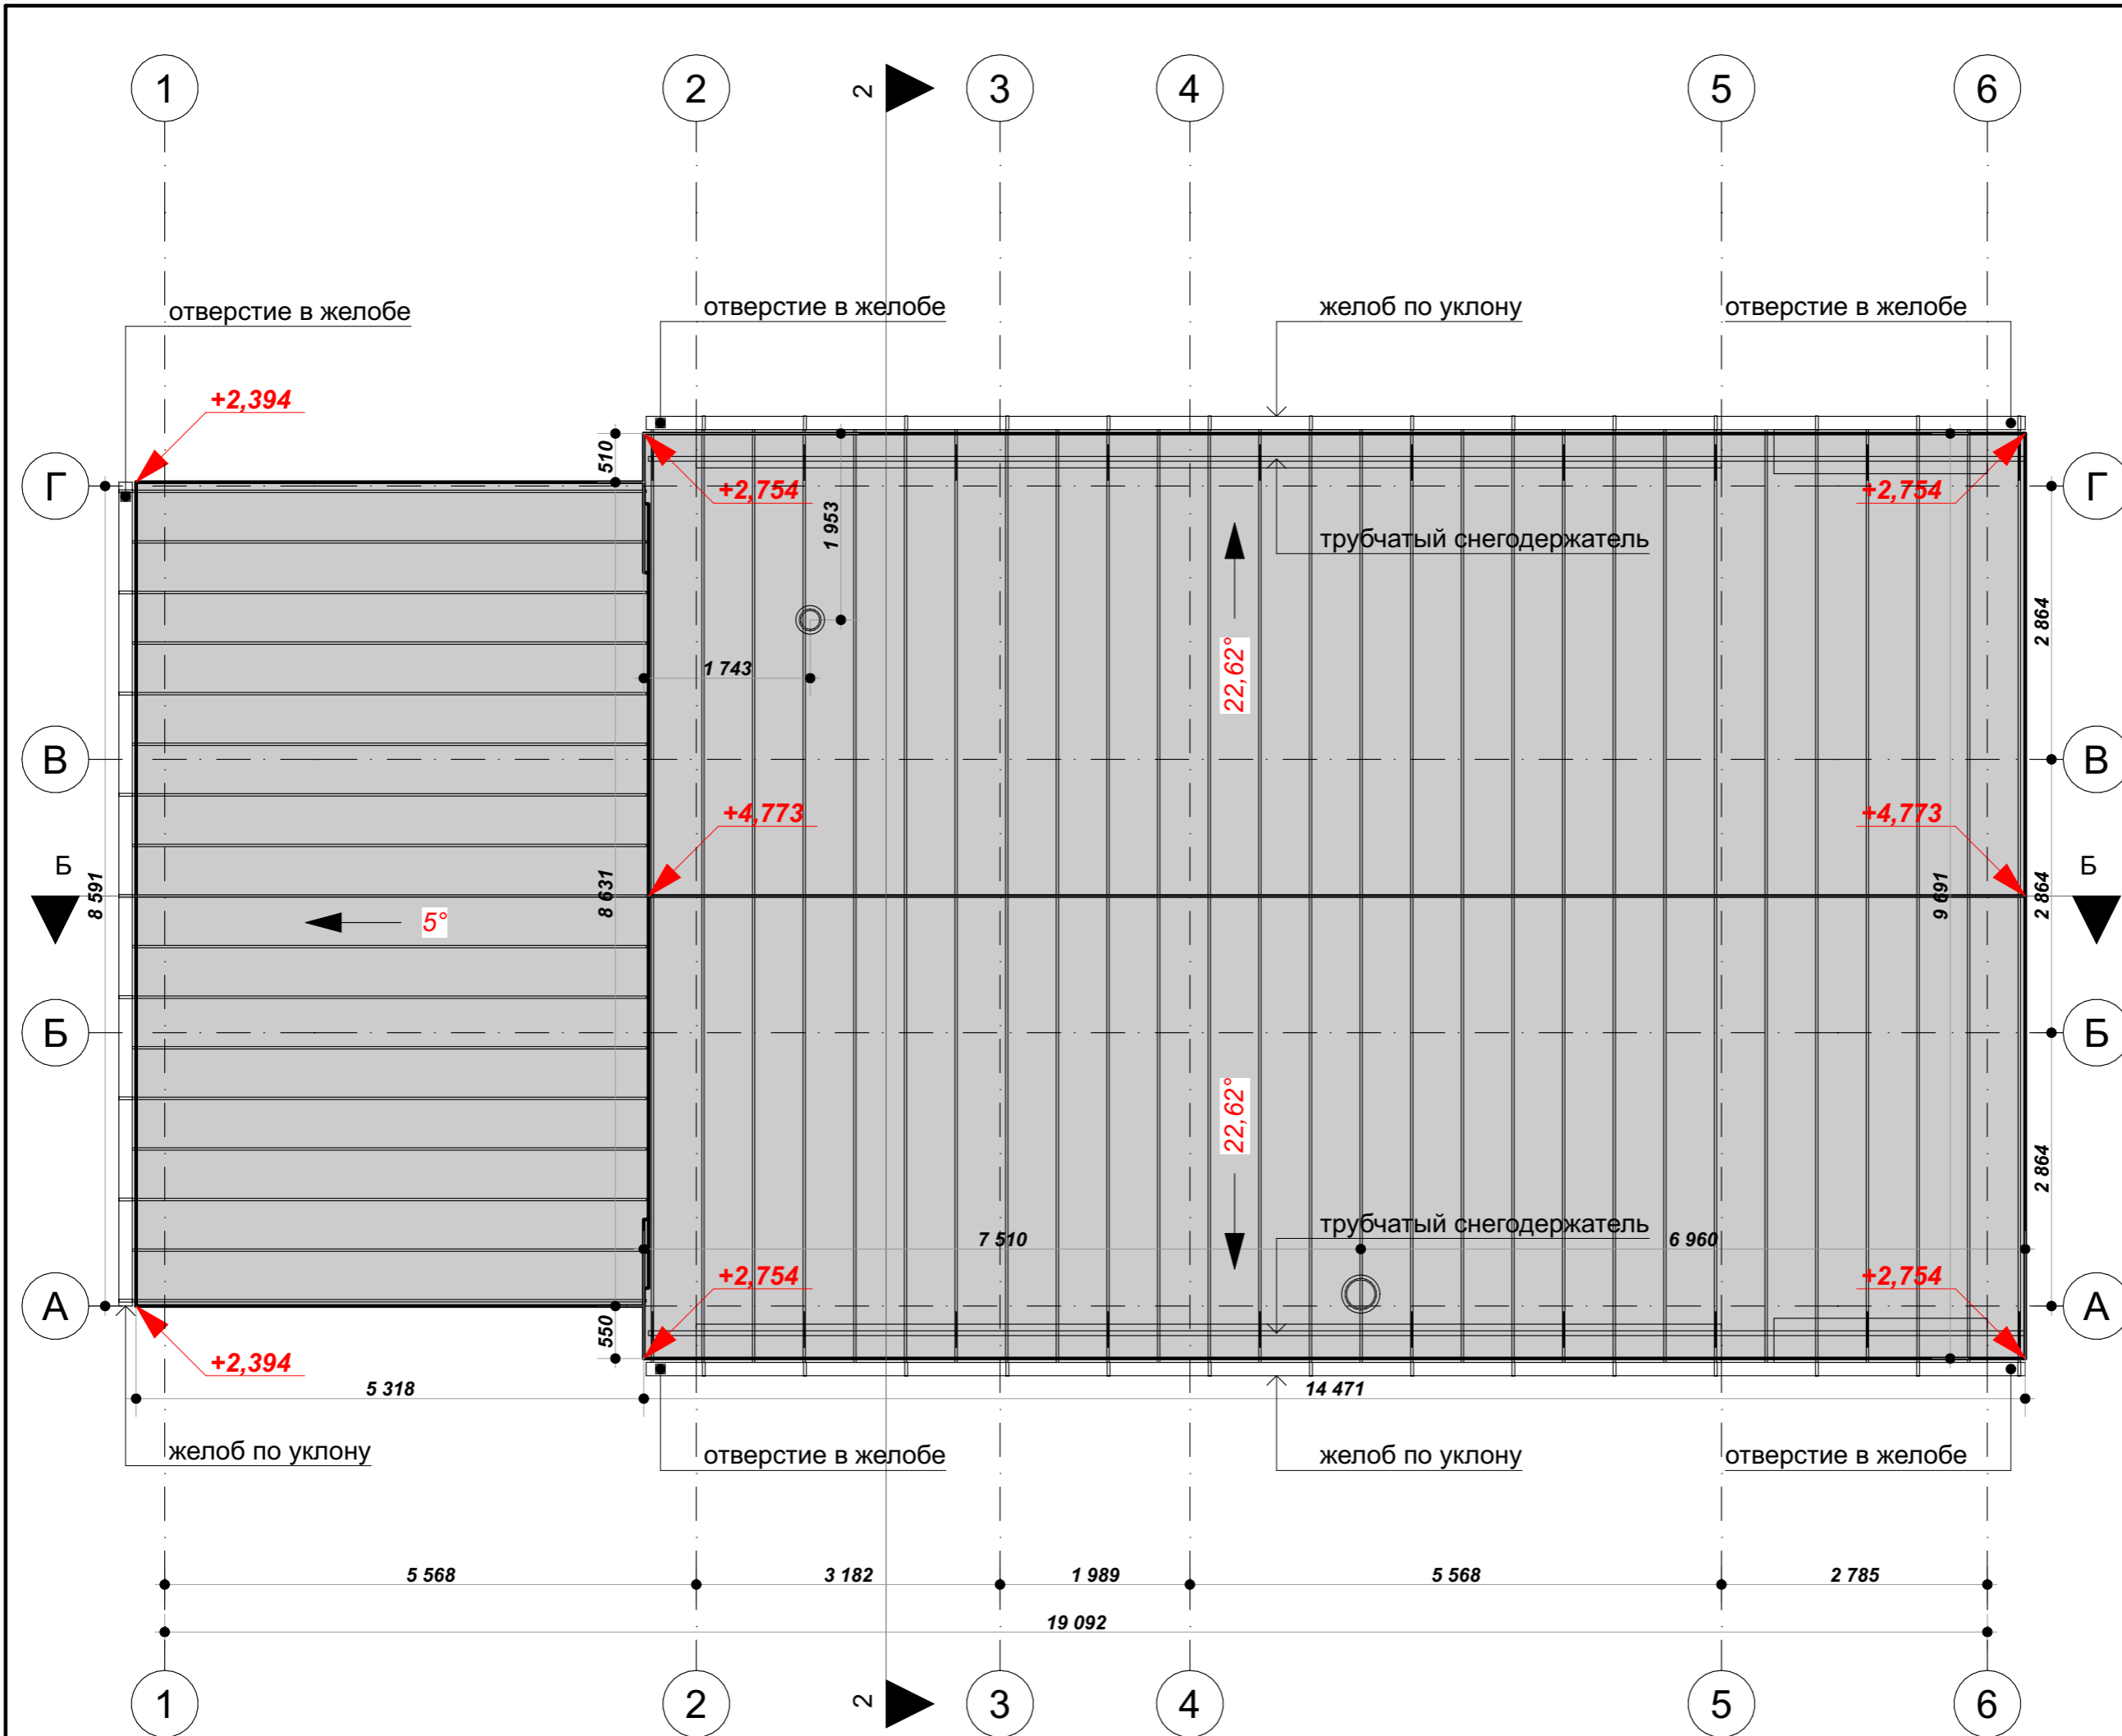 1 2 2 3 4 5 6
отверстие в желобе отверстие в желобе желоб по уклону отверстие в желобе
+2,394
510
Г +2,754 +2,754 Г
1 953
трубчатый снегодержатель
2 864
22,62°
1 743
В В
+4,773 +4,773
Б Б
8 591 8 631 9 691 2 864
5°
Б Б
22,62°
2 864
трубчатый снегодержатель
7 510 6 960
+2,754 +2,754
А А
550
+2,394
5 318 14 471
желоб по уклону отверстие в желобе желоб по уклону отверстие в желобе
5 568 3 182 1 989 5 568 2 785
19 092
1 2 2 3 4 5 6